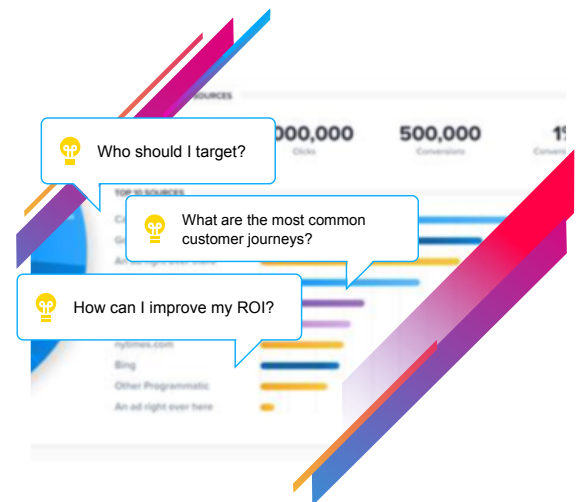 SOURCES
000,000
500,000
Clicks
Conversions
Who should I target?
TOP 10 SOURCES
What are the most common
customer journeys?
An ad right over there
How can I improve my ROI?
nytimes.com
Bing
Other Programmatic
An ad right over here